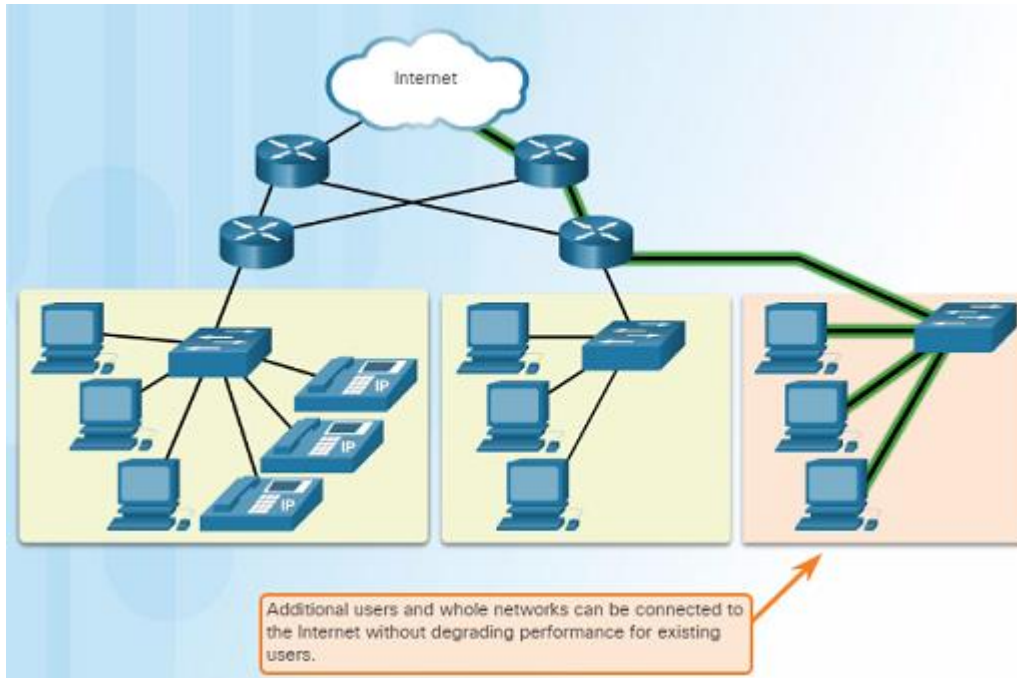 Internet
IP
IP
IP
Additional users and whole networks can be connected to
the Internet without degrading performance for existing
users.